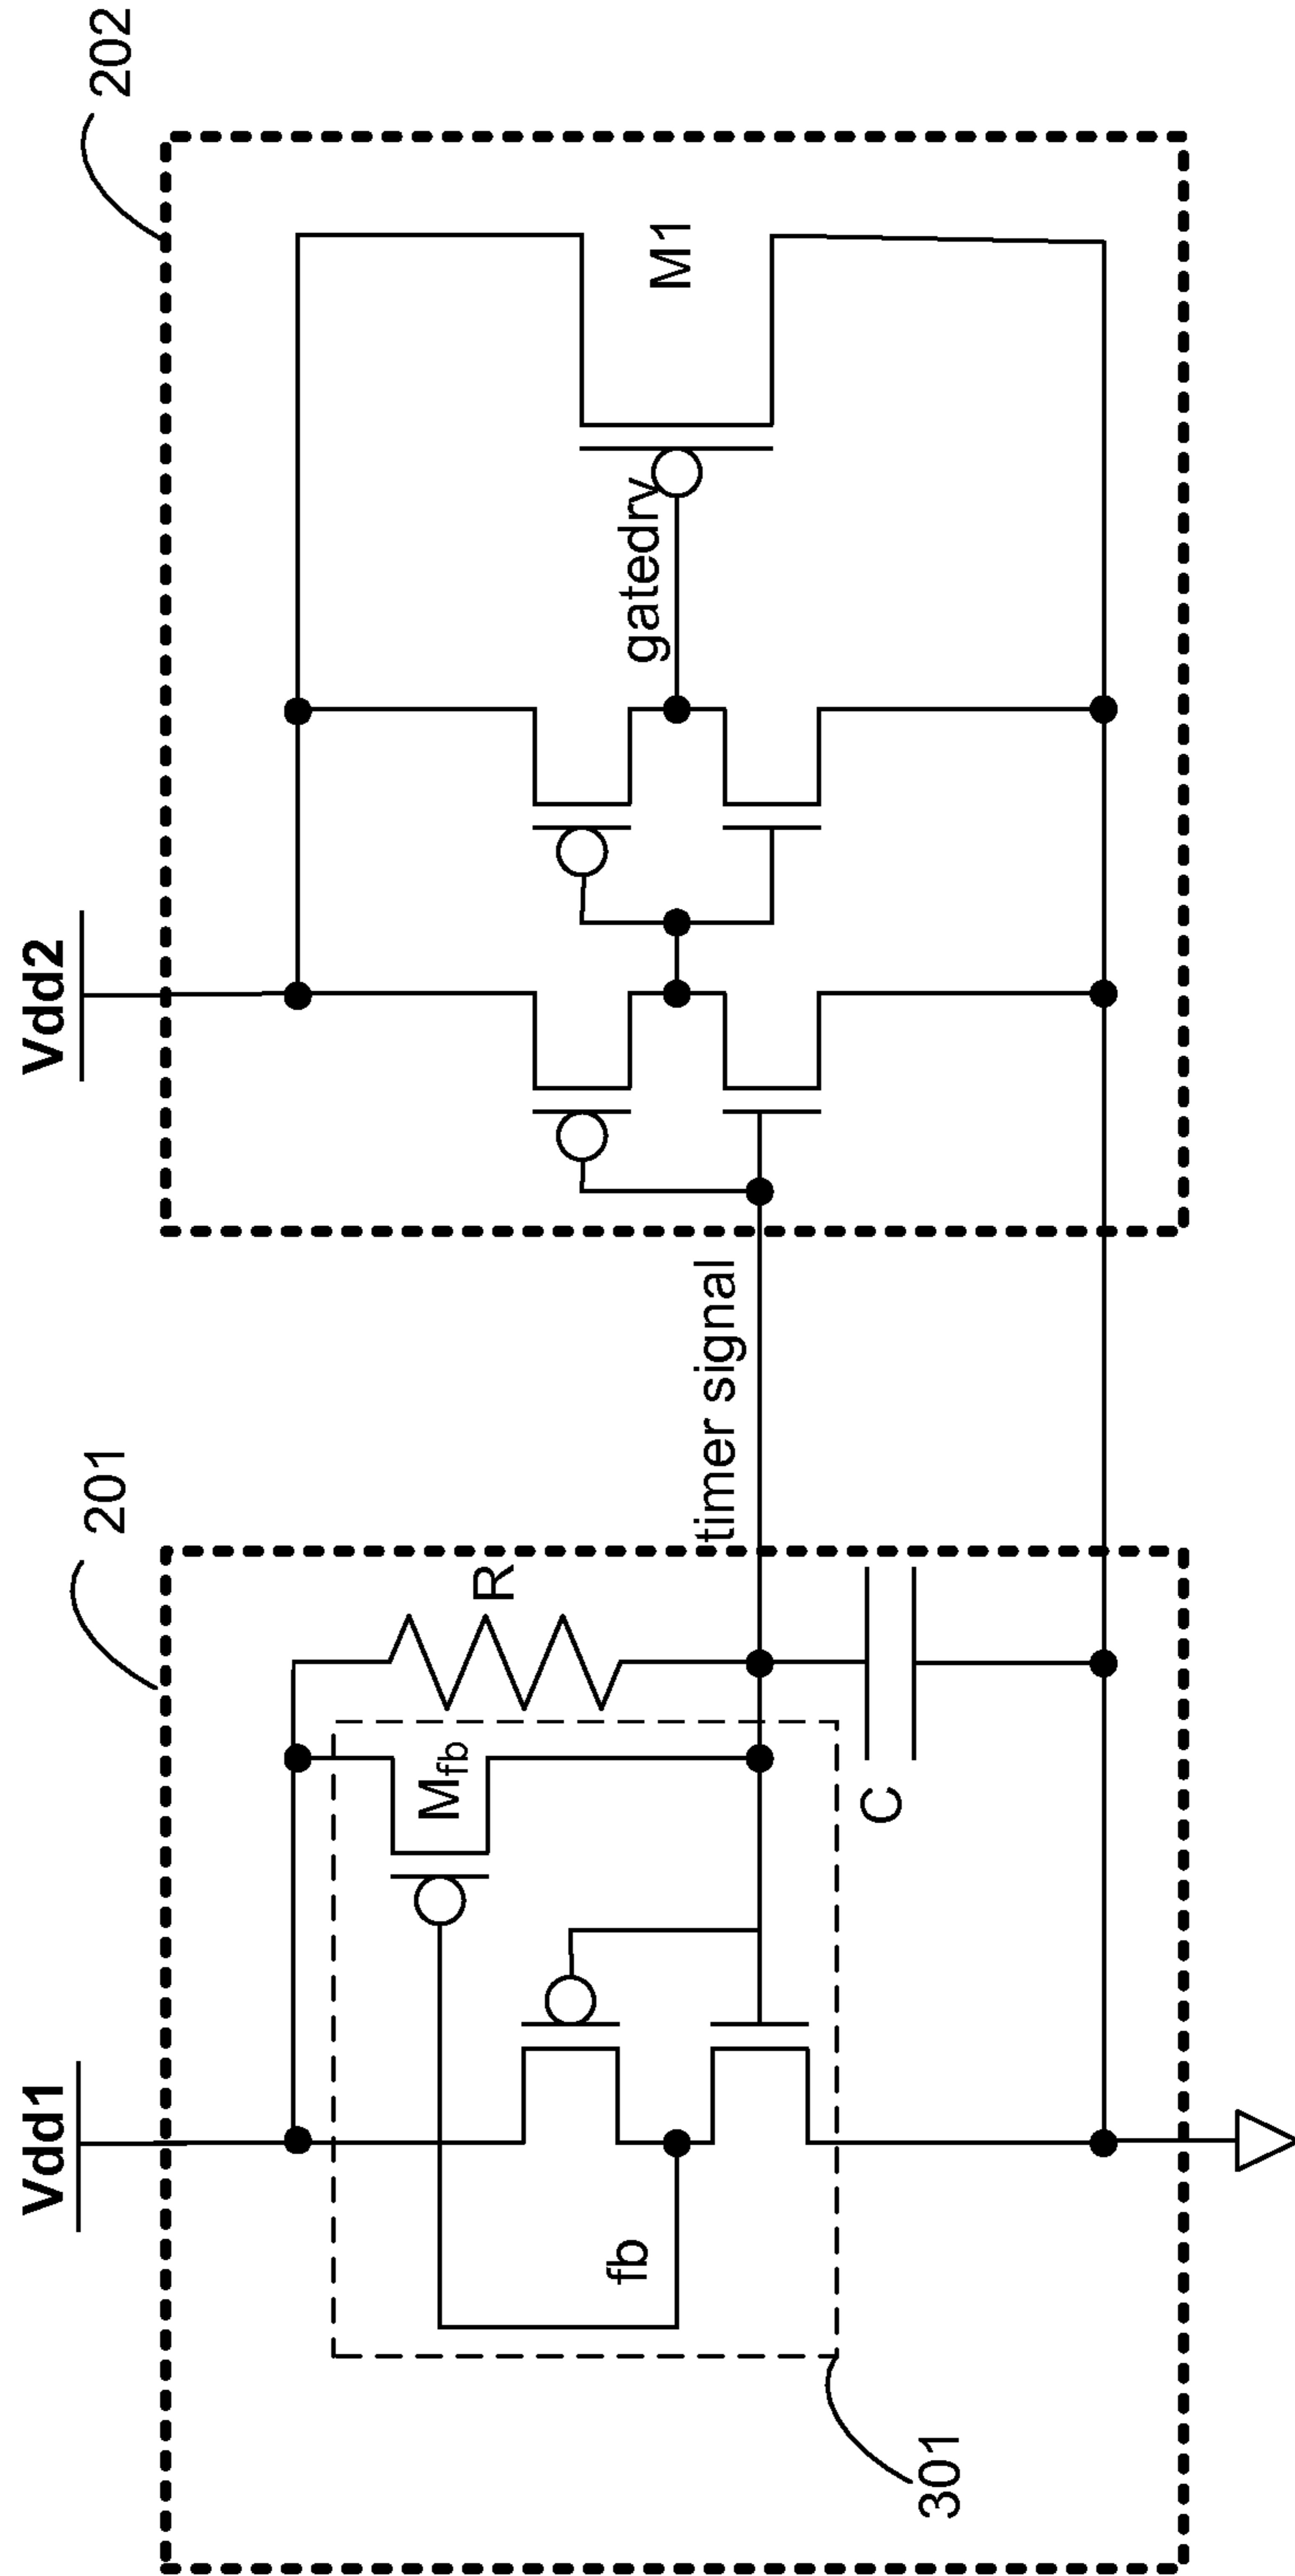 201
202
Vdd1
Vdd2
R
Mfb
fb
C
301
timer signal
gatedrv
M1